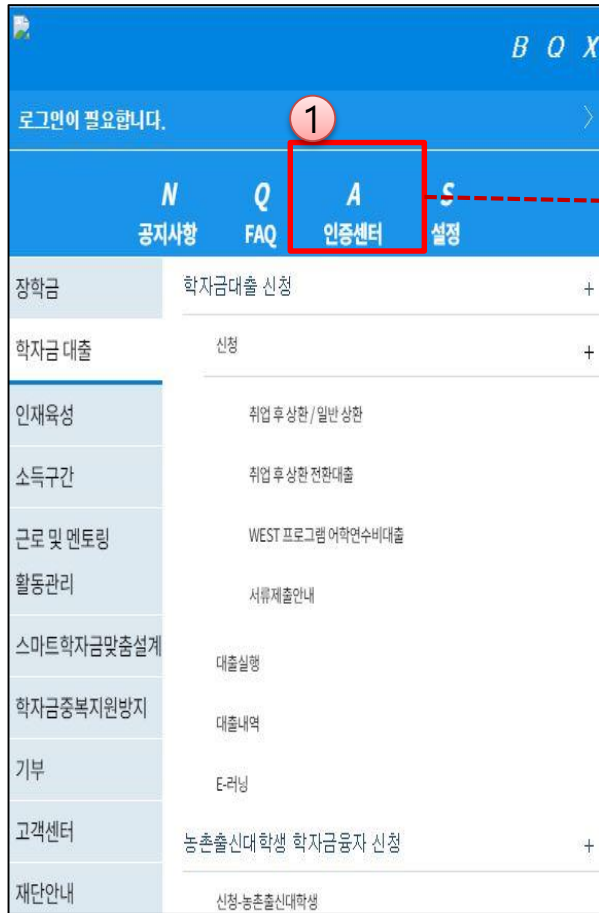 B Q X
로그인이 필요합니다.
1
N Q A S
공지사항 FAQ 인증센터 설정
장학금
학자금 대출
인재육성
소득구간
근로 및 멘토링
활동관리
스마트학자금맞춤설계
학자금중복지원방지
기부
고객센터
재단안내
학자금대출 신청 +
신청 +
취업 후 상환 / 일반 상환
취업 후 상환 전환대출
WEST 프로그램 어학연수비대출
서류제출안내
대출실행
대출내역
E-러닝
농촌출신대학생 학자금융자 신청 +
신청-농촌출신대학생